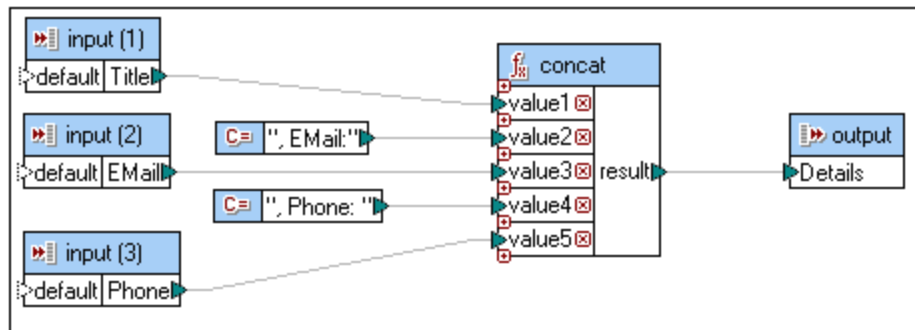 input (1)
default Title
input (2)
default EMail
input (3)
default Phone
C= ", EMail:"
C= ", Phone: "
fx concat
value1
value2
value3
value4
value5
result
output
Details